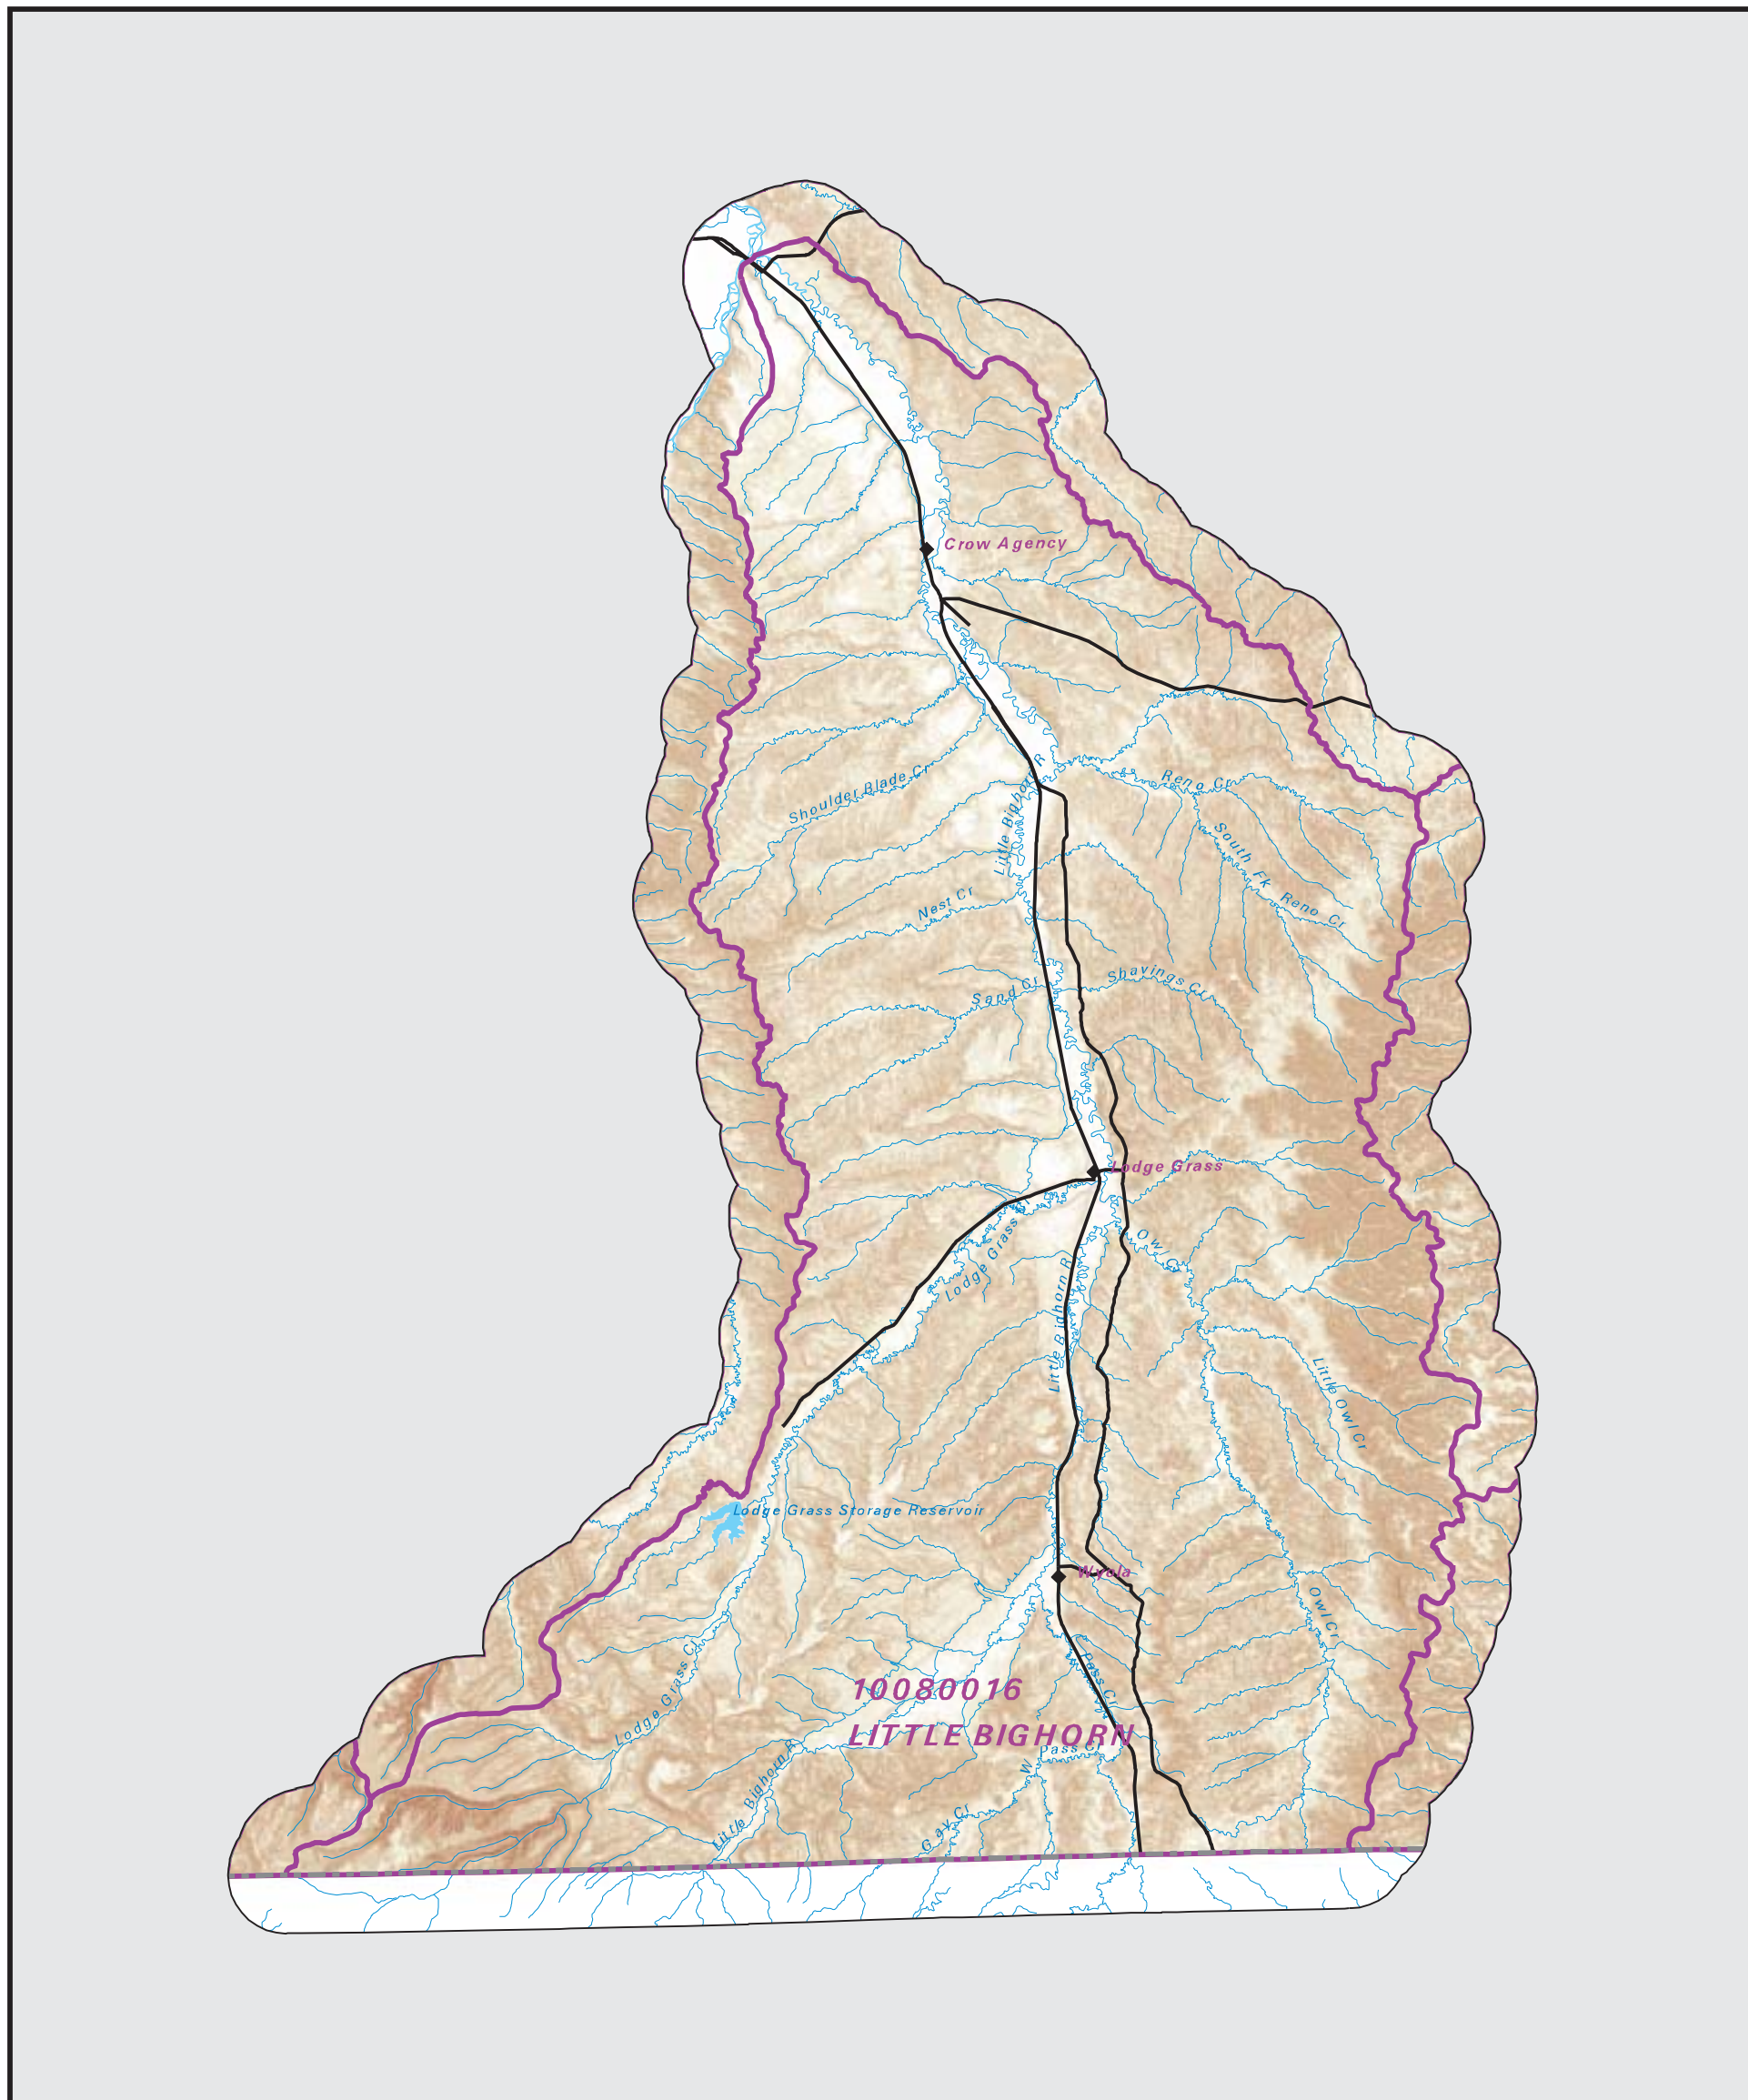 Crow Agency
Reno Cr
Shoulder Blade Cr
Little Bighorn R
South Fk Reno Cr
Nest Cr
Shavings Cr
Sand Cr
Lodge Grass
Lodge Grass Cr
Owl Cr
Little Bighorn R
Little Owl Cr
Lodge Grass Storage Reservoir
Wyola
Owl Cr
Lodge Grass Cr
Pass Cr
10080016
LITTLE BIGHORN
Little Bighorn R
W Pass Cr
Gay Cr